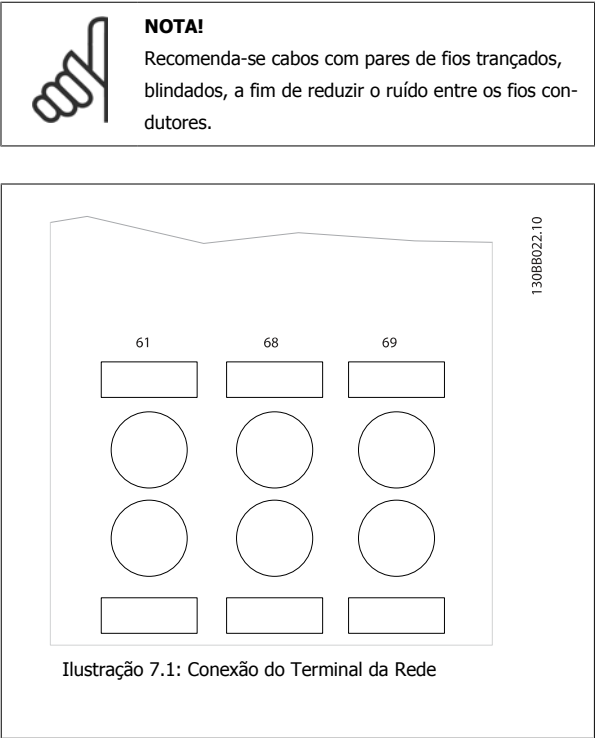 NOTA!
Recomenda-se cabos com pares de fios trançados,
blindados, a fim de reduzir o ruído entre os fios con-
dutores.
130BB022.10
61 68 69
Ilustração 7.1: Conexão do Terminal da Rede